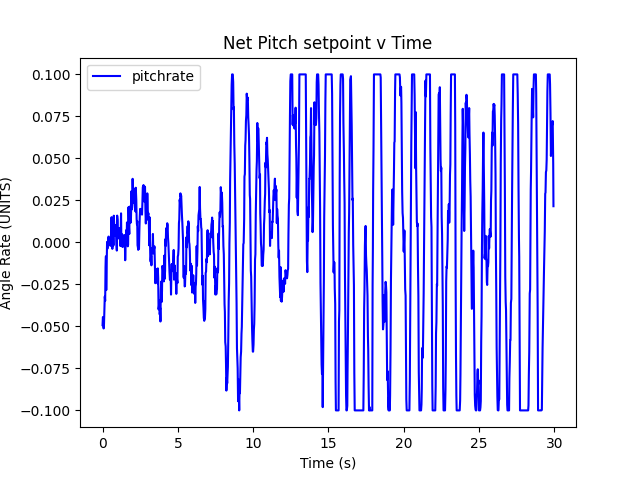 Net Pitch setpoint v Time
pitchrate
0.100
0.075
0.050
0.025
0.000
−0.025
−0.050
−0.075
−0.100
Angle Rate (UNITS)
0 5 10 15 20 25 30
Time (s)